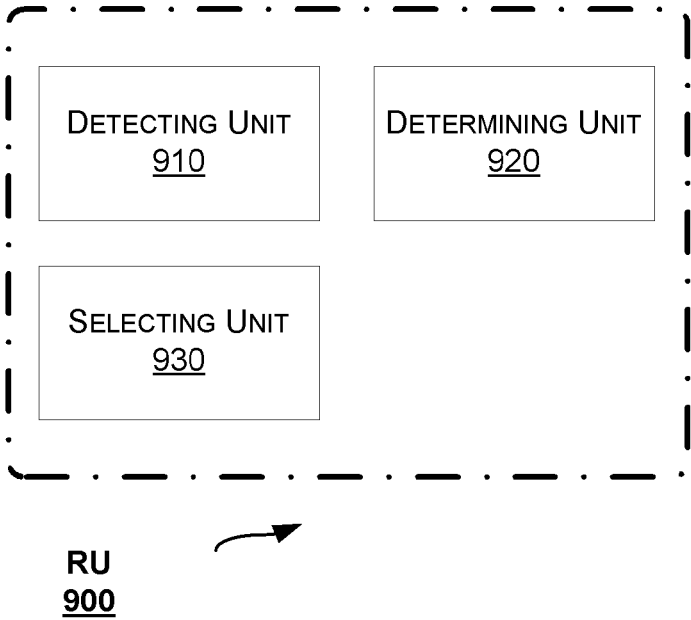 DETECTING UNIT
910
DETERMINING UNIT
920
SELECTING UNIT
930
RU
900